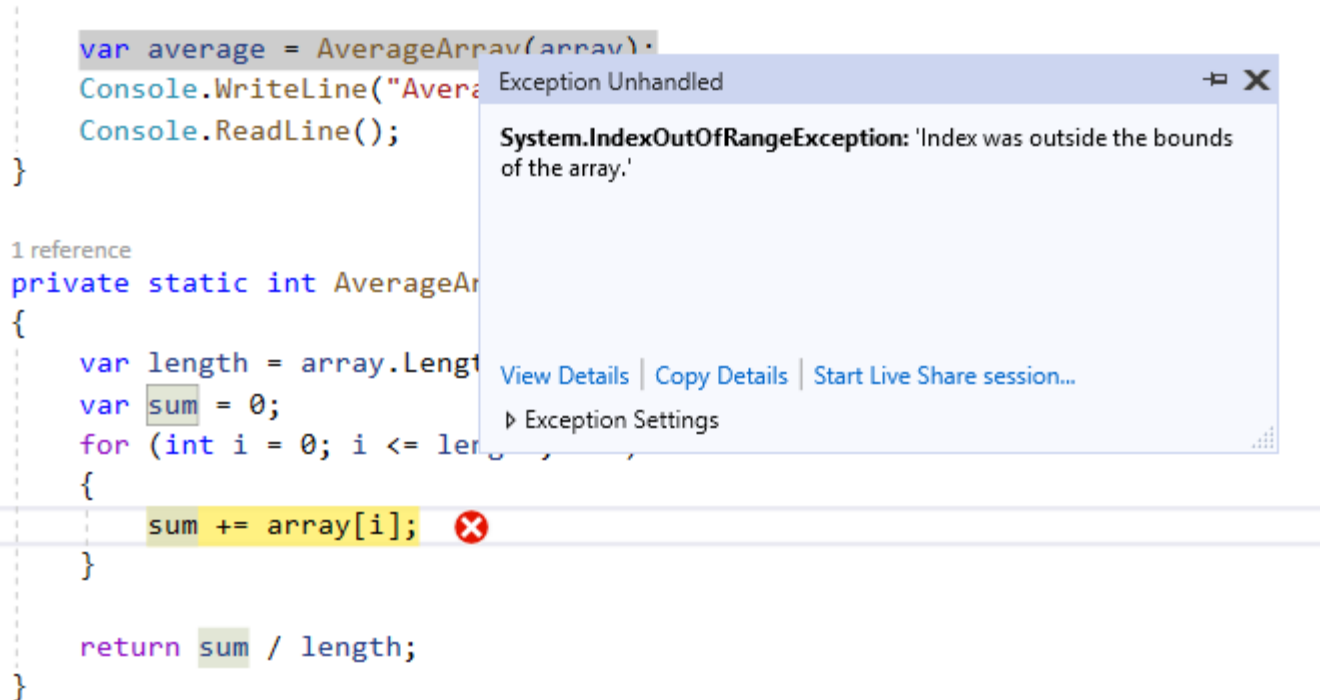 var average = AverageArray(array);
Console.WriteLine("Avera
Console.ReadLine();
}
Exception Unhandled
System.IndexOutOfRangeException: 'Index was outside the bounds
of the array.'
View Details | Copy Details | Start Live Share session...
Exception Settings
1 reference
private static int AverageAr
{
var length = array.Lengt
var sum = 0;
for (int i = 0; i <= leng
{
sum += array[i];
}
return sum / length;
}